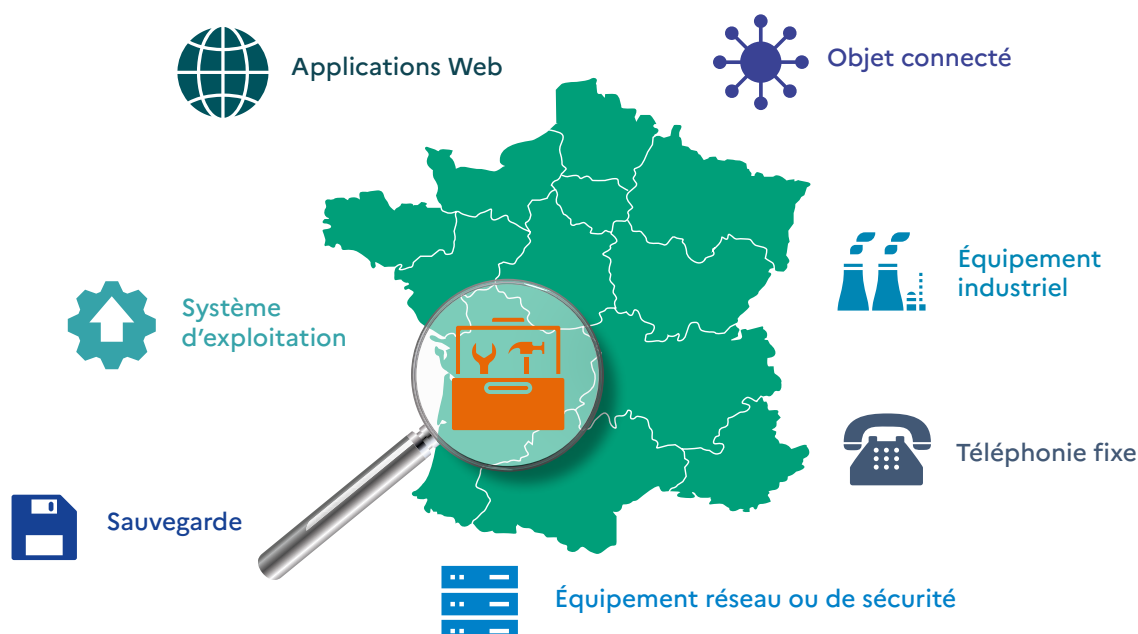 Applications Web
Objet connecté
Équipement
industriel
Système
d’exploitation
Téléphonie fixe
Sauvegarde
Équipement réseau ou de sécurité